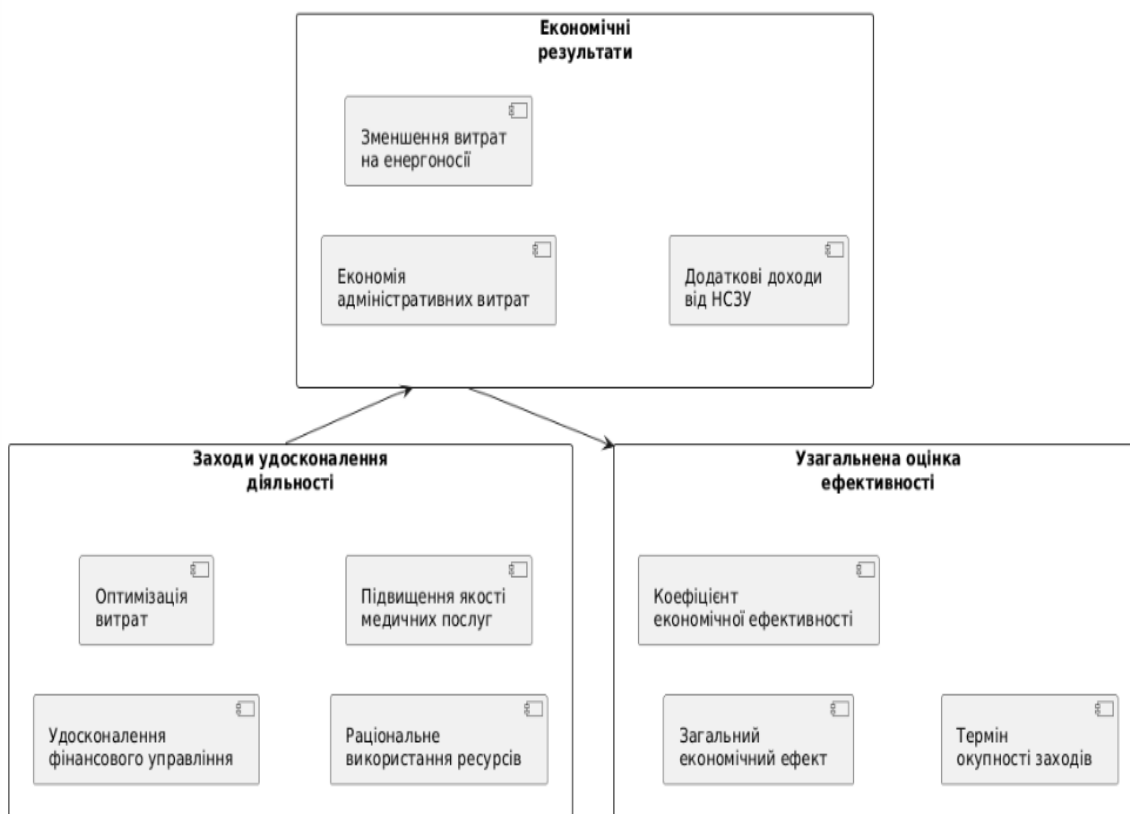 Економічні
результати
Зменшення витрат
на енергоносії
Економія
адміністративних витрат
Додаткові доходи
від НСЗУ
Заходи удосконалення
діяльності
Оптимізація
витрат
Підвищення якості
медичних послуг
Удосконалення
фінансового управління
Раціональне
використання ресурсів
Узагальнена оцінка
ефективності
Коефіцієнт
економічної ефективності
Загальний
економічний ефект
Термін
окупності заходів